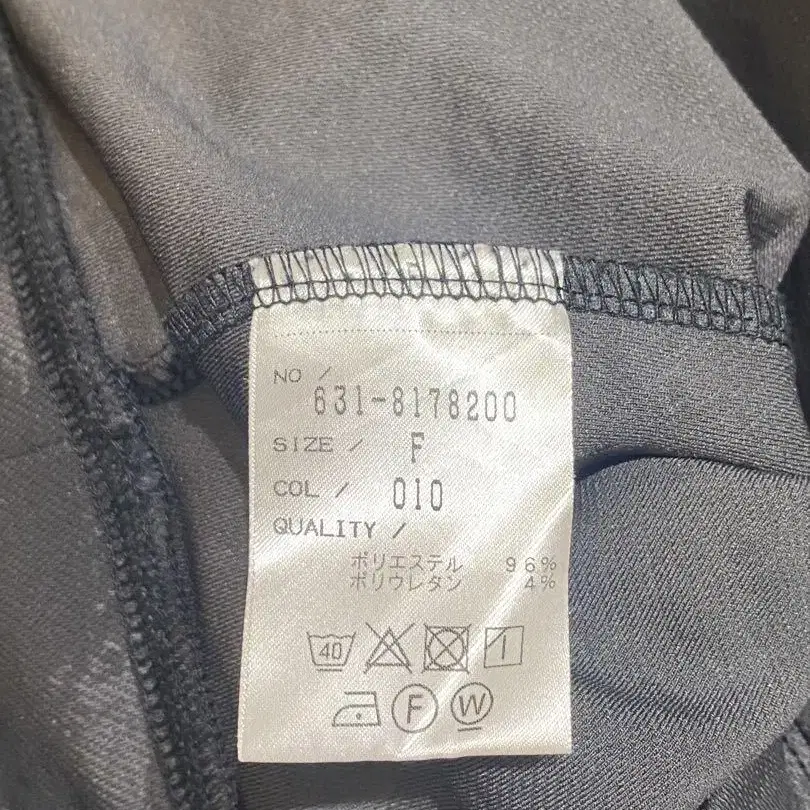 NO /
631-8178200
SIZE / F
COL / 010
QUALITY /
ポリエステル 96%
ポリウレタン 4%
40
F W